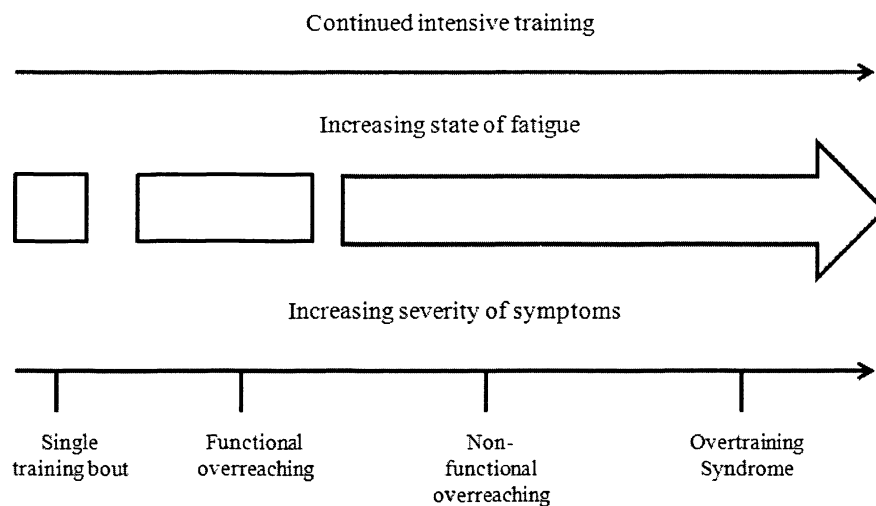 Continued intensive training
Increasing state of fatigue
Increasing severity of symptoms
Single
training bout
Functional
overreaching
Non-
functional
overreaching
Overtraining
Syndrome